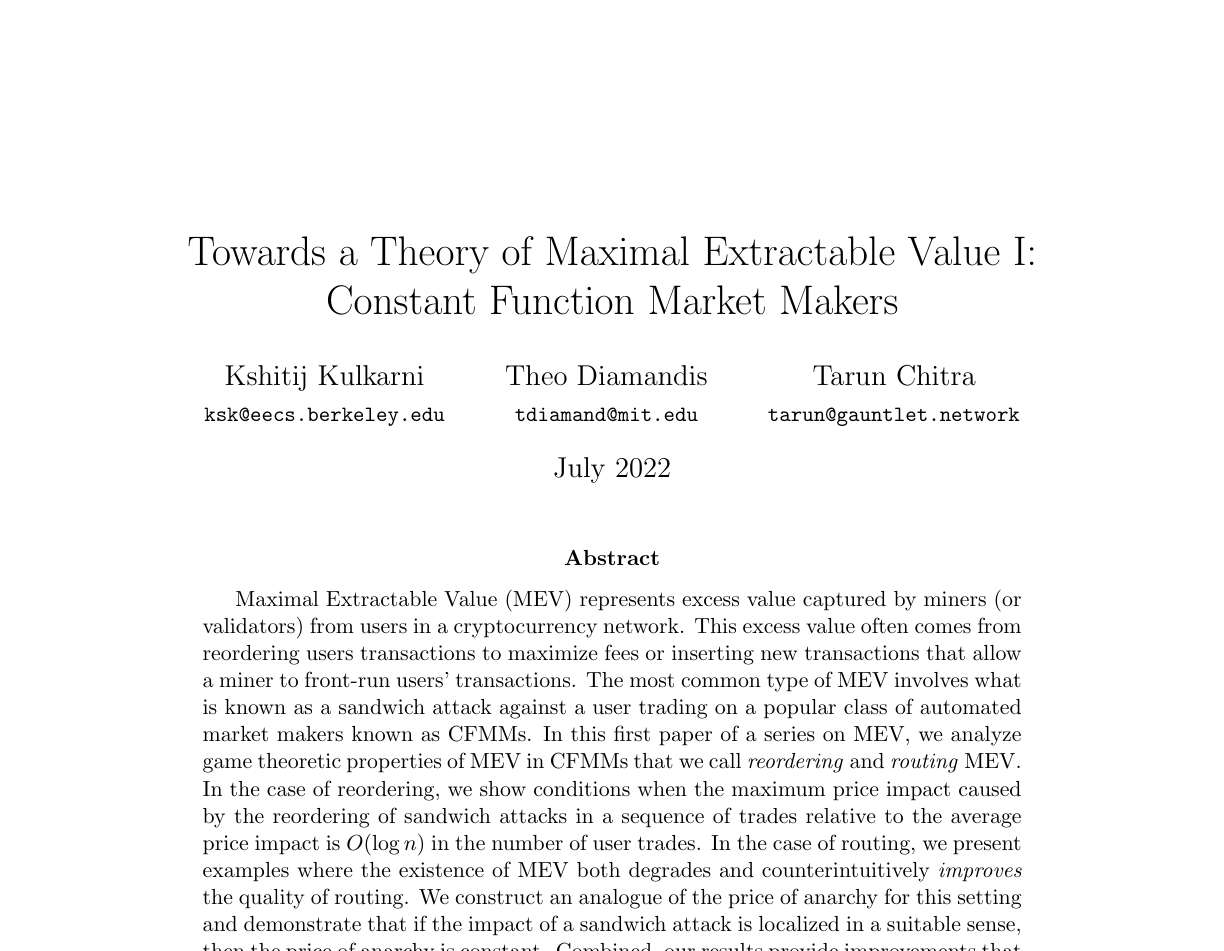 Towards a Theory of Maximal Extractable Value I:
Constant Function Market Makers
Kshitij Kulkarni Theo Diamandis Tarun Chitra
ksk@eecs.berkeley.edu tdiamand@mit.edu tarun@gauntlet.network
July 2022
Abstract
Maximal Extractable Value (MEV) represents excess value captured by miners (or
validators) from users in a cryptocurrency network. This excess value often comes from
reordering users transactions to maximize fees or inserting new transactions that allow
a miner to front-run users' transactions. The most common type of MEV involves what
is known as a sandwich attack against a user trading on a popular class of automated
market makers known as CFMMs. In this first paper of a series on MEV, we analyze
game theoretic properties of MEV in CFMMs that we call reordering and routing MEV.
In the case of reordering, we show conditions when the maximum price impact caused
by the reordering of sandwich attacks in a sequence of trades relative to the average
price impact is O(log n) in the number of user trades. In the case of routing, we present
examples where the existence of MEV both degrades and counterintuitively improves
the quality of routing. We construct an analogue of the price of anarchy for this setting
and demonstrate that if the impact of a sandwich attack is localized in a suitable sense,
then the price of anarchy is constant. Combined, our results provide improvements that